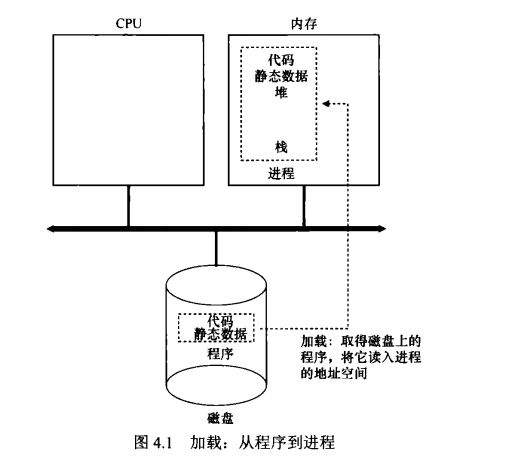 CPU
内存
代码
静态数据
堆
栈
进程
代码
静态数据
程序
加载：取得磁盘上的
程序，将它读入进程
的地址空间
磁盘
图 4.1 加载：从程序到进程